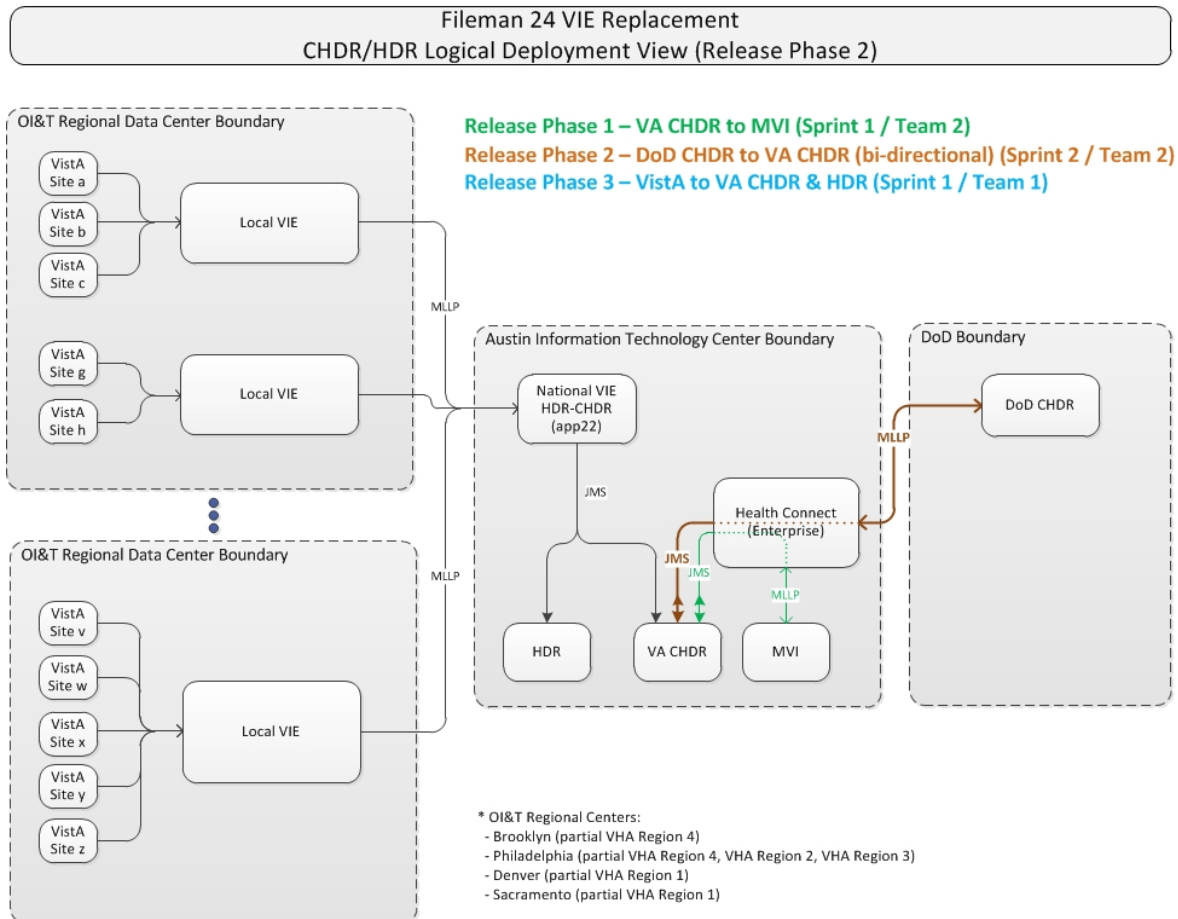 Fileman 24 VIE Replacement
CHDR/HDR Logical Deployment View (Release Phase 2)
OI&T Regional Data Center Boundary
VistA
Site a
VistA
Site b
VistA
Site c
Local VIE
VistA
Site g
VistA
Site h
Local VIE
MLLP
Release Phase 1 – VA CHDR to MVI (Sprint 1 / Team 2)
Release Phase 2 – DoD CHDR to VA CHDR (bi-directional) (Sprint 2 / Team 2)
Release Phase 3 – VistA to VA CHDR & HDR (Sprint 1 / Team 1)
Austin Information Technology Center Boundary
National VIE
HDR-CHDR
(app22)
JMS
Health Connect
(Enterprise)
JMS
JMS
MLLP
HDR
VA CHDR
MVI
DoD Boundary
DoD CHDR
MLLP
OI&T Regional Data Center Boundary
VistA
Site v
VistA
Site w
VistA
Site x
VistA
Site y
VistA
Site z
Local VIE
MLLP
* OI&T Regional Centers:
- Brooklyn (partial VHA Region 4)
- Philadelphia (partial VHA Region 4, VHA Region 2, VHA Region 3)
- Denver (partial VHA Region 1)
- Sacramento (partial VHA Region 1)